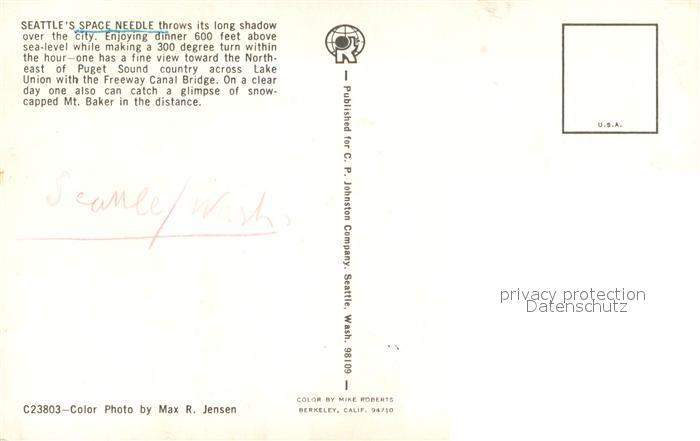 SEATTLE'S SPACE NEEDLE throws its long shadow
over the city. Enjoying dinner 600 feet above
sea-level while making a 300 degree turn within
the hour—one has a fine view toward the North-
east of Puget Sound country across Lake
Union with the Freeway Canal Bridge. On a clear
day one also can catch a glimpse of snow-
capped Mt. Baker in the distance.
Seattle/Wash.
C23803—Color Photo by Max R. Jensen
— Published for C. P. Johnston Company, Seattle, Wash. 98109 —
COLOR BY MIKE ROBERTS
BERKELEY, CALIF. 94710
U.S.A.
privacy protection
Datenschutz